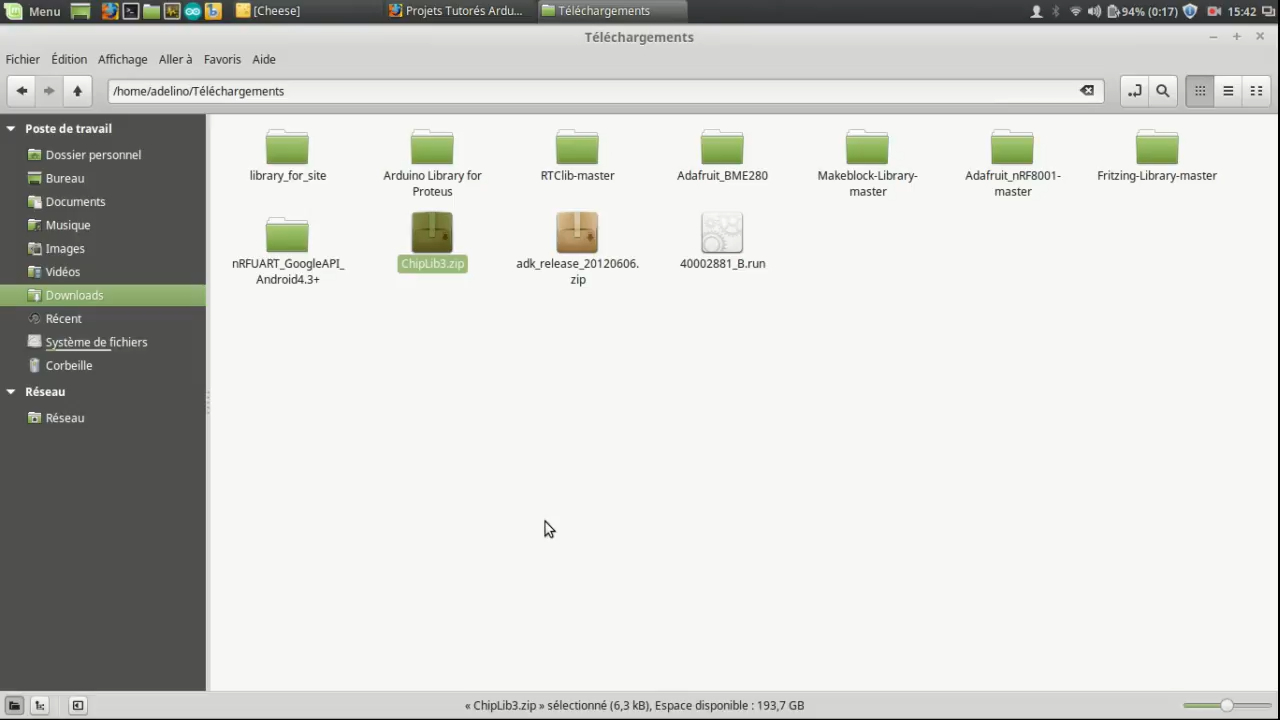 Menu
[Cheese]
Projets Tutorés Ardu...
Téléchargements
94% (0:17)
15:42
Téléchargements
Fichier Édition Affichage Aller à Favoris Aide
/home/adelino/Téléchargements
Poste de travail
Dossier personnel
Bureau
Documents
Musique
Images
Vidéos
Downloads
Récent
Système de fichiers
Corbeille
Réseau
Réseau
library_for_site
Arduino Library for
Proteus
RTClib-master
Adafruit_BME280
Makeblock-Library-
master
Adafruit_nRF8001-
master
Fritzing-Library-master
nRFUART_GoogleAPI_
Android4.3+
ChipLib3.zip
adk_release_20120606.
zip
40002881_B.run
« ChipLib3.zip » sélectionné (6,3 kB), Espace disponible : 193,7 GB